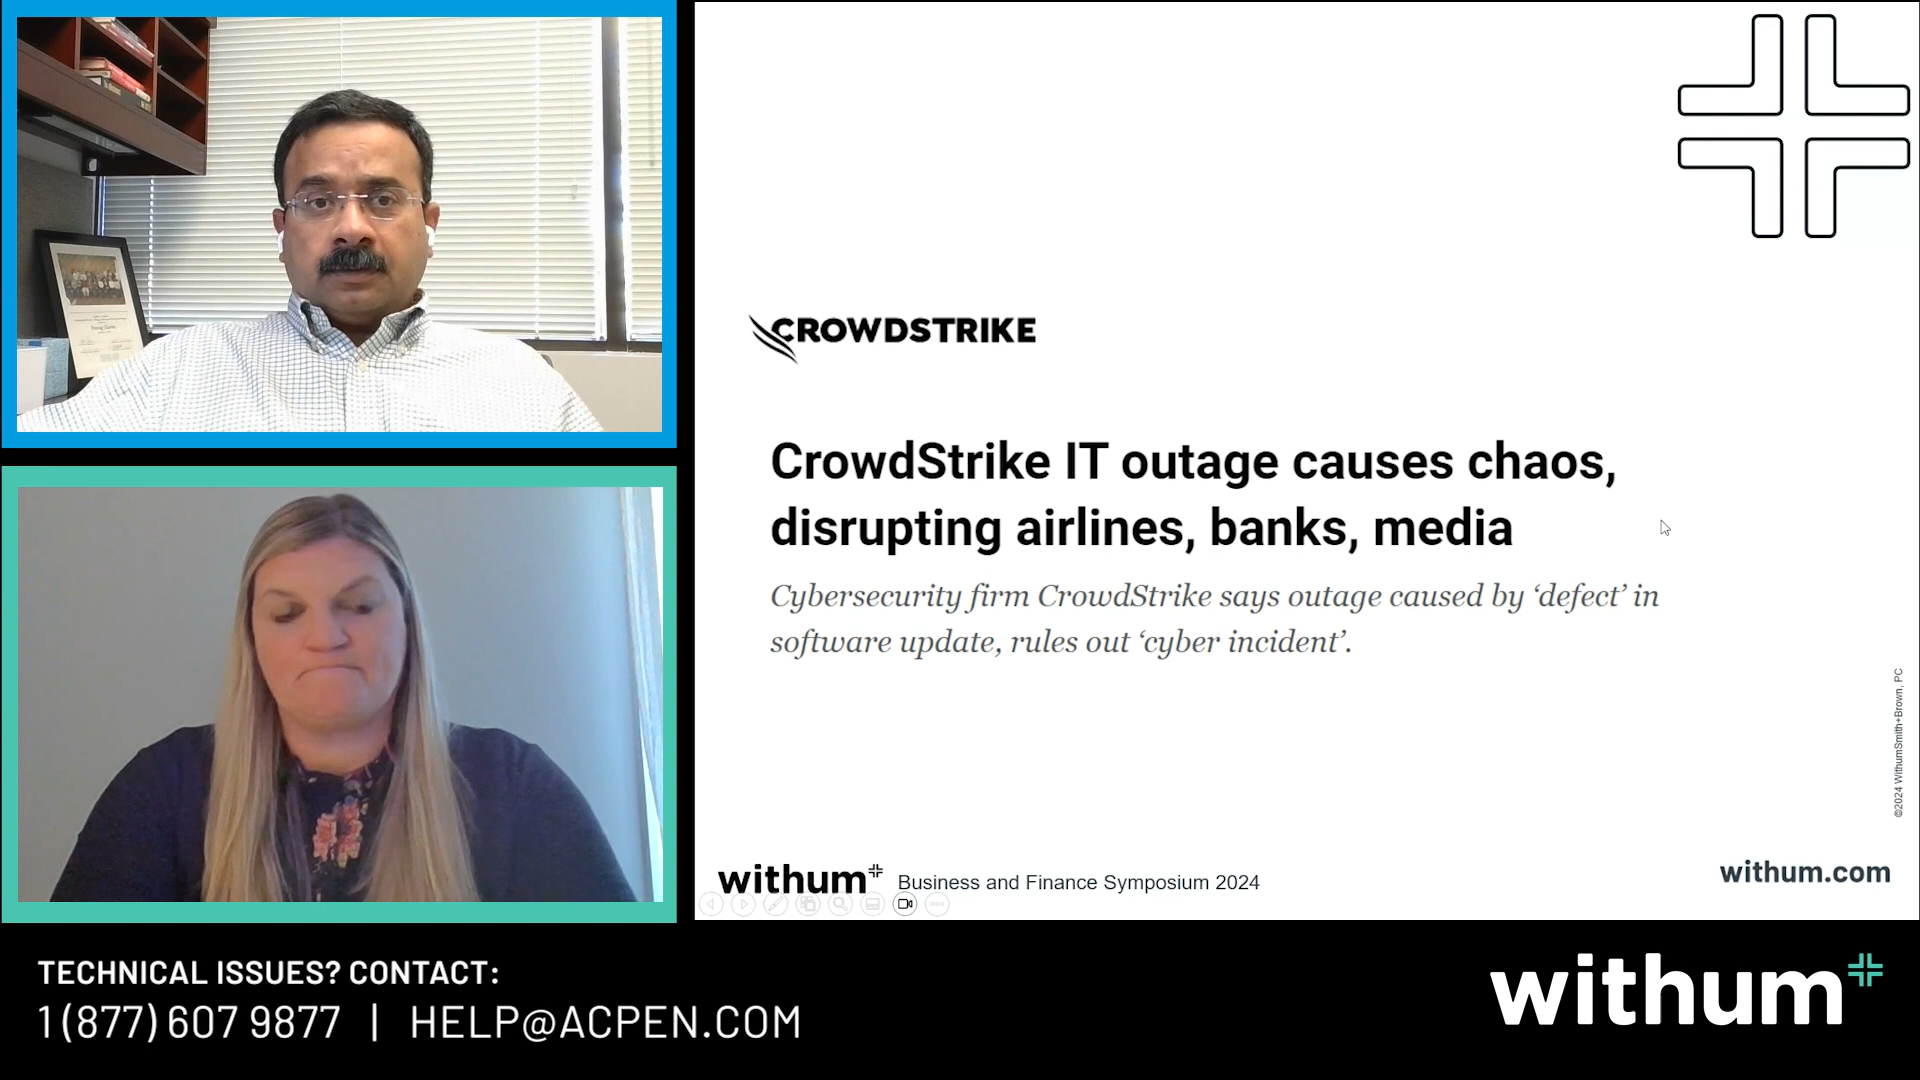 CROWDSTRIKE
CrowdStrike IT outage causes chaos,
disrupting airlines, banks, media
Cybersecurity firm CrowdStrike says outage caused by ‘defect’ in
software update, rules out ‘cyber incident’.
©2024 WithumSmith+Brown, PC
withum
Business and Finance Symposium 2024
withum.com
TECHNICAL ISSUES? CONTACT:
1 (877) 607 9877 | HELP@ACPEN.COM
withum